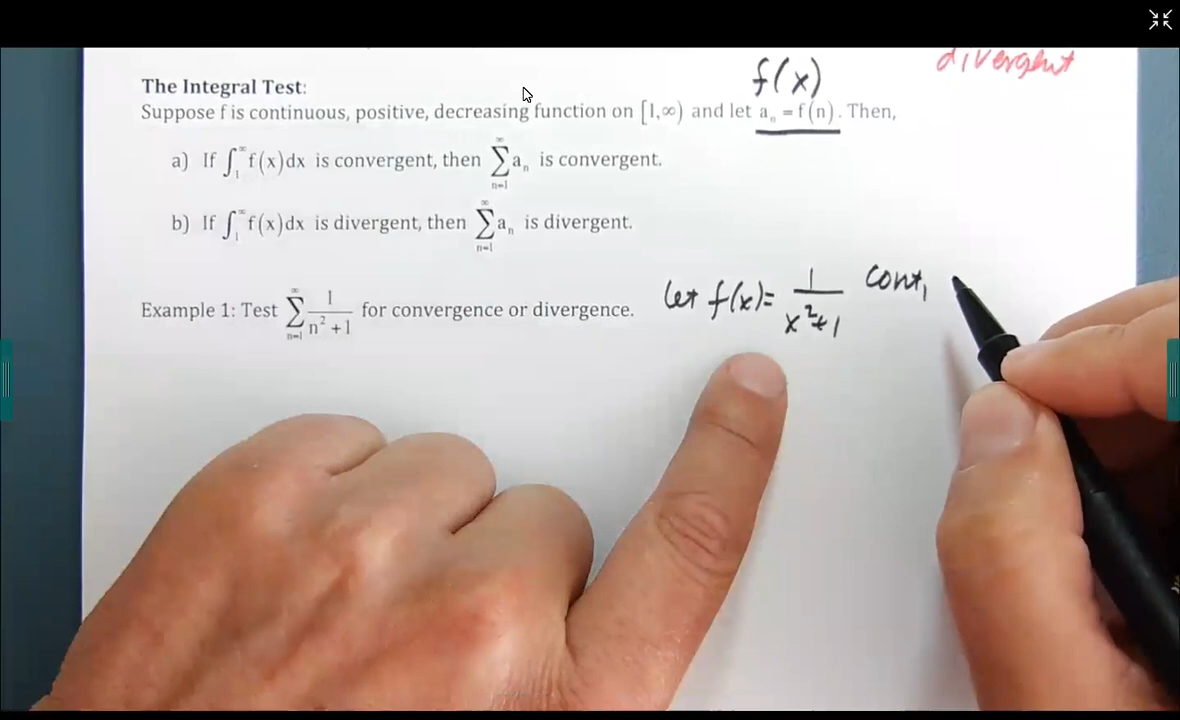 divergent
f(x)
The Integral Test:
Suppose f is continuous, positive, decreasing function on [1,∞) and let aₙ = f(n). Then,
a) If ∫₁^∞ f(x)dx is convergent, then ∑_{n=1}^∞ aₙ is convergent.
b) If ∫₁^∞ f(x)dx is divergent, then ∑_{n=1}^∞ aₙ is divergent.
Example 1: Test ∑_{n=1}^∞ 1/(n²+1) for convergence or divergence. let f(x)= 1/(x²+1) cont,